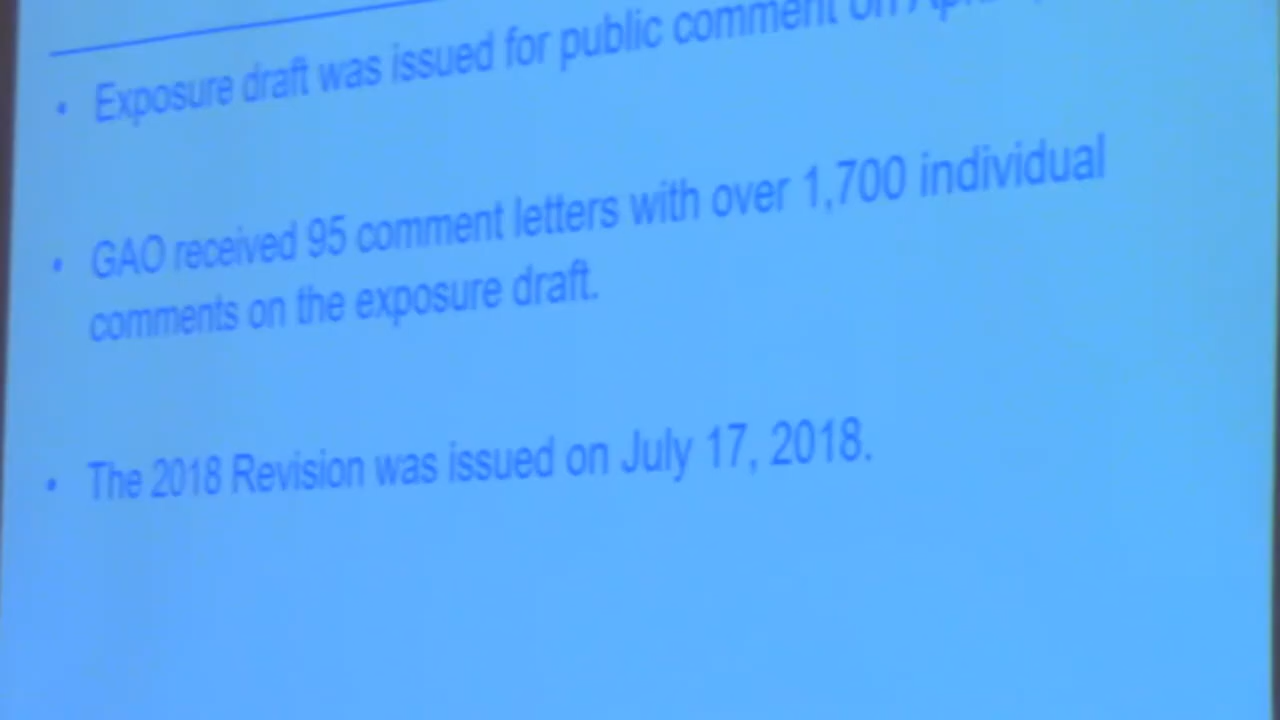 • Exposure draft was issued for public comment on
• GAO received 95 comment letters with over 1,700 individual
comments on the exposure draft.
• The 2018 Revision was issued on July 17, 2018.